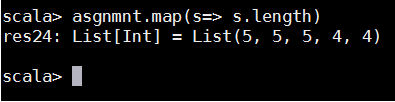 scala> asgnmnt.map(s=> s.length)
res24: List[Int] = List(5, 5, 5, 4, 4)
scala>